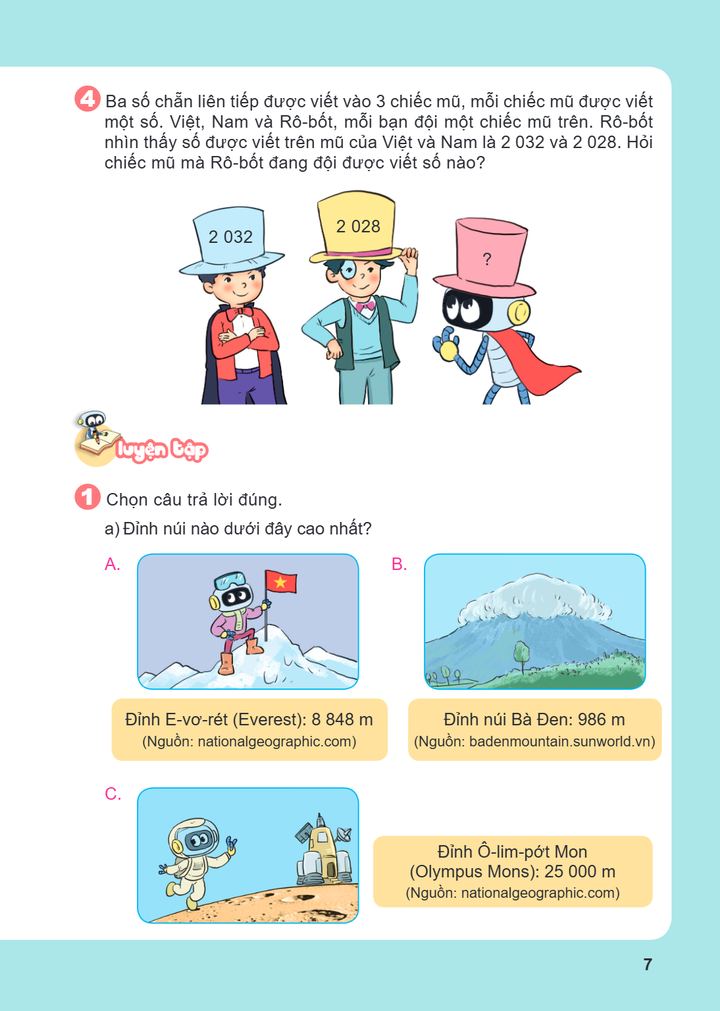 4 Ba số chẵn liên tiếp được viết vào 3 chiếc mũ, mỗi chiếc mũ được viết
một số. Việt, Nam và Rô-bốt, mỗi bạn đội một chiếc mũ trên. Rô-bốt
nhìn thấy số được viết trên mũ của Việt và Nam là 2 032 và 2 028. Hỏi
chiếc mũ mà Rô-bốt đang đội được viết số nào?
2 032
2 028
?
luyện tập
1 Chọn câu trả lời đúng.
a) Đỉnh núi nào dưới đây cao nhất?
A.
B.
Đỉnh E-vơ-rét (Everest): 8 848 m
(Nguồn: nationalgeographic.com)
Đỉnh núi Bà Đen: 986 m
(Nguồn: badenmountain.sunworld.vn)
C.
Đỉnh Ô-lim-pớt Mon
(Olympus Mons): 25 000 m
(Nguồn: nationalgeographic.com)
7